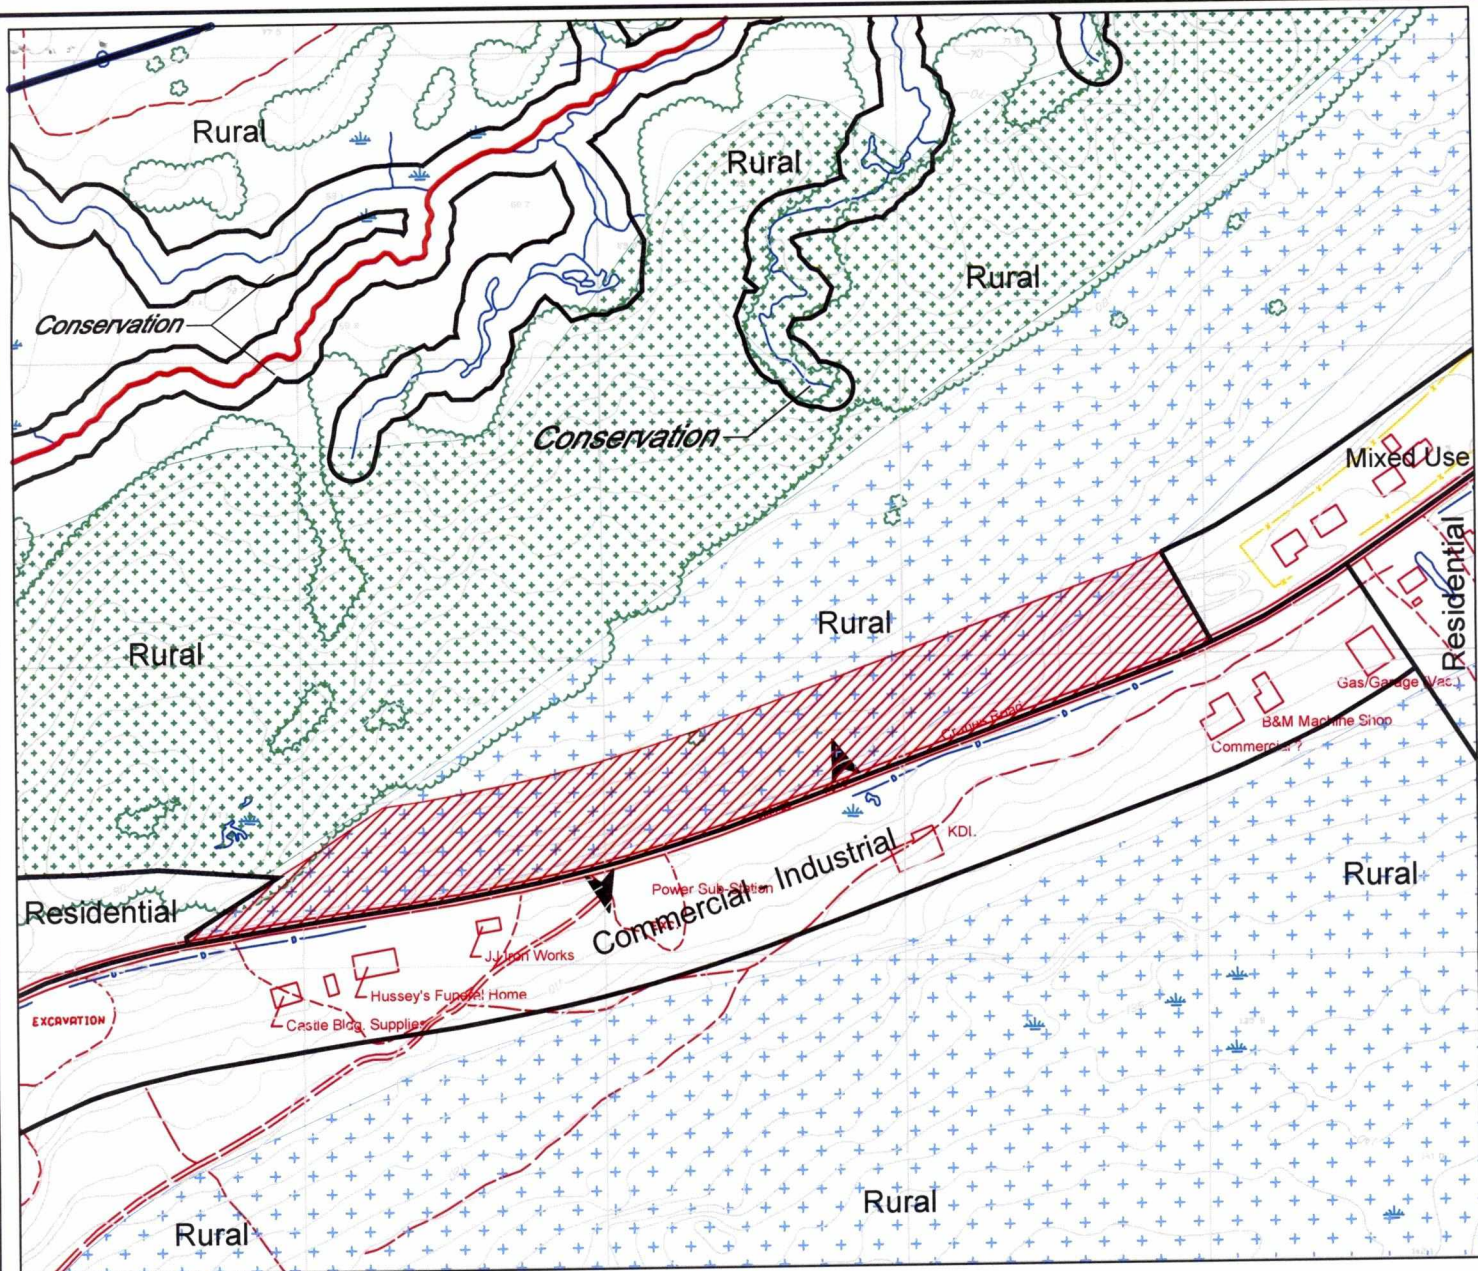 Rural
Rural
Rural
Conservation
Conservation
Mixed Use
Residential
Rural
Rural
Gas/Garage (Vac.)
B&M Machine Shop
Commercial ?
KDI.
Power Sub-Station
Commercial - Industrial
Rural
Residential
JJ Iron Works
Hussey's Funeral Home
Castle Bldg. Supplies
EXCAVATION
Rural
Rural